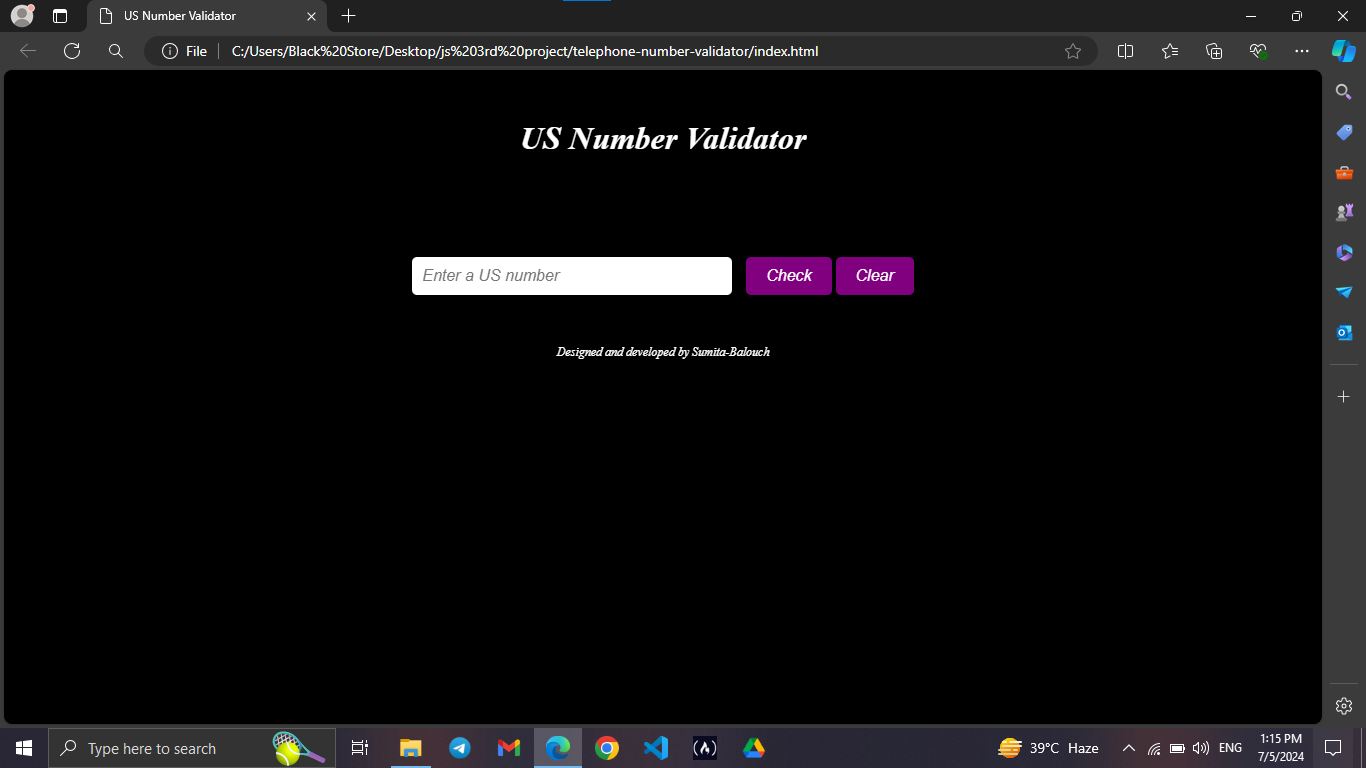 US Number Validator
File
C:/Users/Black%20Store/Desktop/js%203rd%20project/telephone-number-validator/index.html
US Number Validator
Enter a US number
Check
Clear
Designed and developed by Sumita-Balouch
Type here to search
39°C Haze
ENG
1:15 PM
7/5/2024